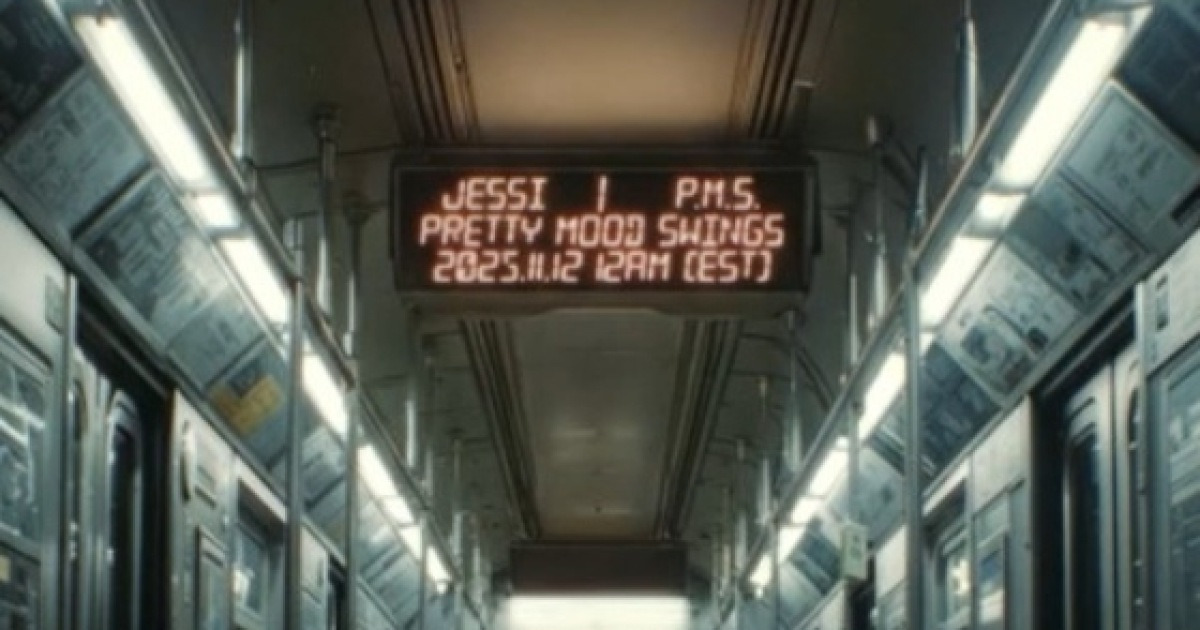 JESSI | P.M.S.
PRETTY MOOD SWINGS
2025.11.12 12AM (EST)